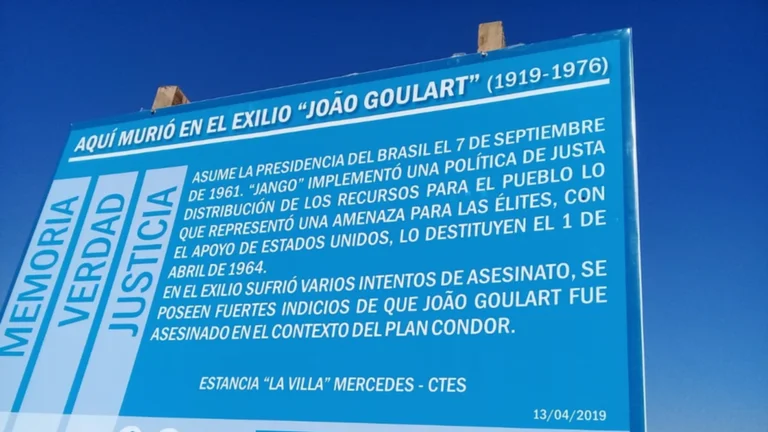 AQUÍ MURIÓ EN EL EXILIO "JOÃO GOULART" (1919-1976)
MEMORIA
VERDAD
JUSTICIA
ASUME LA PRESIDENCIA DEL BRASIL EL 7 DE SEPTIEMBRE
DE 1961. "JANGO" IMPLEMENTÓ UNA POLÍTICA DE JUSTA
DISTRIBUCIÓN DE LOS RECURSOS PARA EL PUEBLO LO
QUE REPRESENTÓ UNA AMENAZA PARA LAS ÉLITES, CON
EL APOYO DE ESTADOS UNIDOS, LO DESTITUYEN EL 1 DE
ABRIL DE 1964.
EN EL EXILIO SUFRIÓ VARIOS INTENTOS DE ASESINATO, SE
POSEEN FUERTES INDICIOS DE QUE JOÃO GOULART FUE
ASESINADO EN EL CONTEXTO DEL PLAN CONDOR.
ESTANCIA "LA VILLA" MERCEDES - CTES
13/04/2019